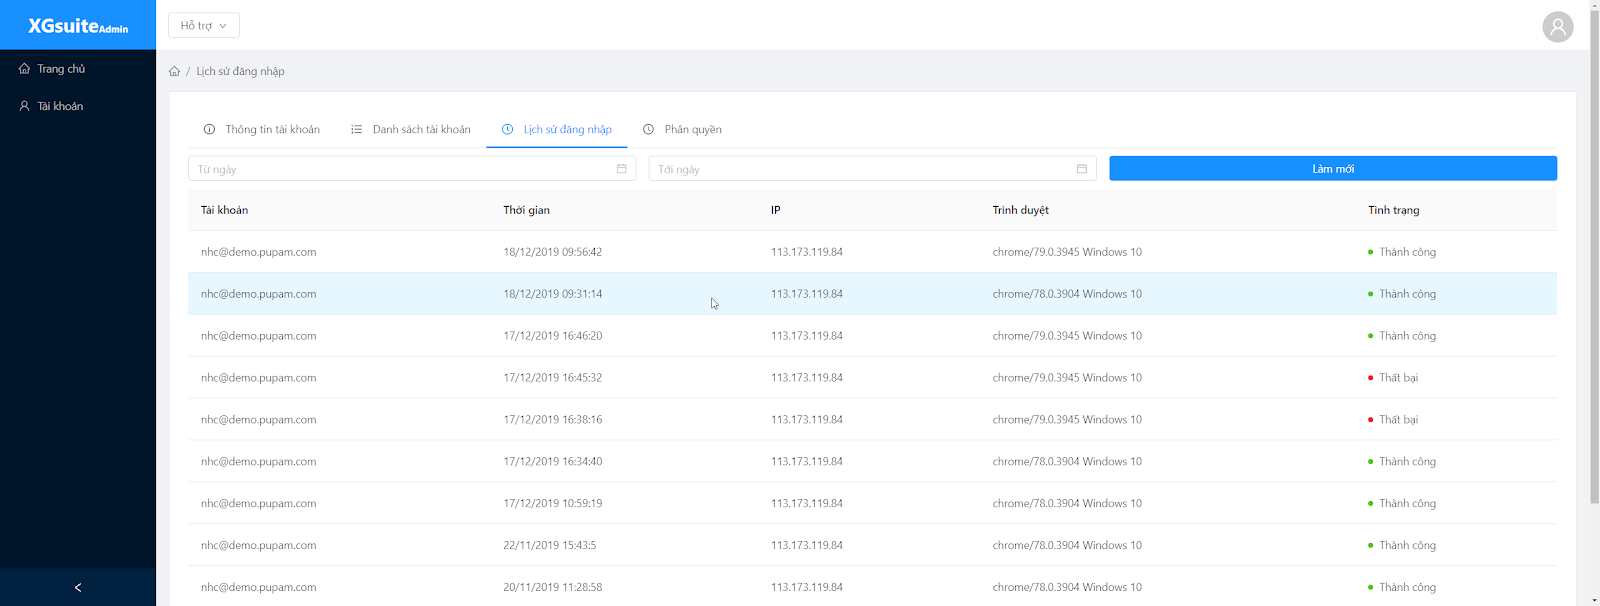 XGsuiteAdmin
Hỗ trợ
Trang chủ
Tài khoản
/ Lịch sử đăng nhập
Thông tin tài khoản Danh sách tài khoản Lịch sử đăng nhập Phân quyền
Từ ngày Tới ngày Làm mới
Tài khoản Thời gian IP Trình duyệt Tình trạng
nhc@demo.pupam.com 18/12/2019 09:56:42 113.173.119.84 chrome/79.0.3945 Windows 10 Thành công
nhc@demo.pupam.com 18/12/2019 09:31:14 113.173.119.84 chrome/78.0.3904 Windows 10 Thành công
nhc@demo.pupam.com 17/12/2019 16:46:20 113.173.119.84 chrome/79.0.3945 Windows 10 Thành công
nhc@demo.pupam.com 17/12/2019 16:45:32 113.173.119.84 chrome/79.0.3945 Windows 10 Thất bại
nhc@demo.pupam.com 17/12/2019 16:38:16 113.173.119.84 chrome/79.0.3945 Windows 10 Thất bại
nhc@demo.pupam.com 17/12/2019 16:34:40 113.173.119.84 chrome/78.0.3904 Windows 10 Thành công
nhc@demo.pupam.com 17/12/2019 10:59:19 113.173.119.84 chrome/78.0.3904 Windows 10 Thành công
nhc@demo.pupam.com 22/11/2019 15:43:5 113.173.119.84 chrome/78.0.3904 Windows 10 Thành công
nhc@demo.pupam.com 20/11/2019 11:28:58 113.173.119.84 chrome/78.0.3904 Windows 10 Thành công